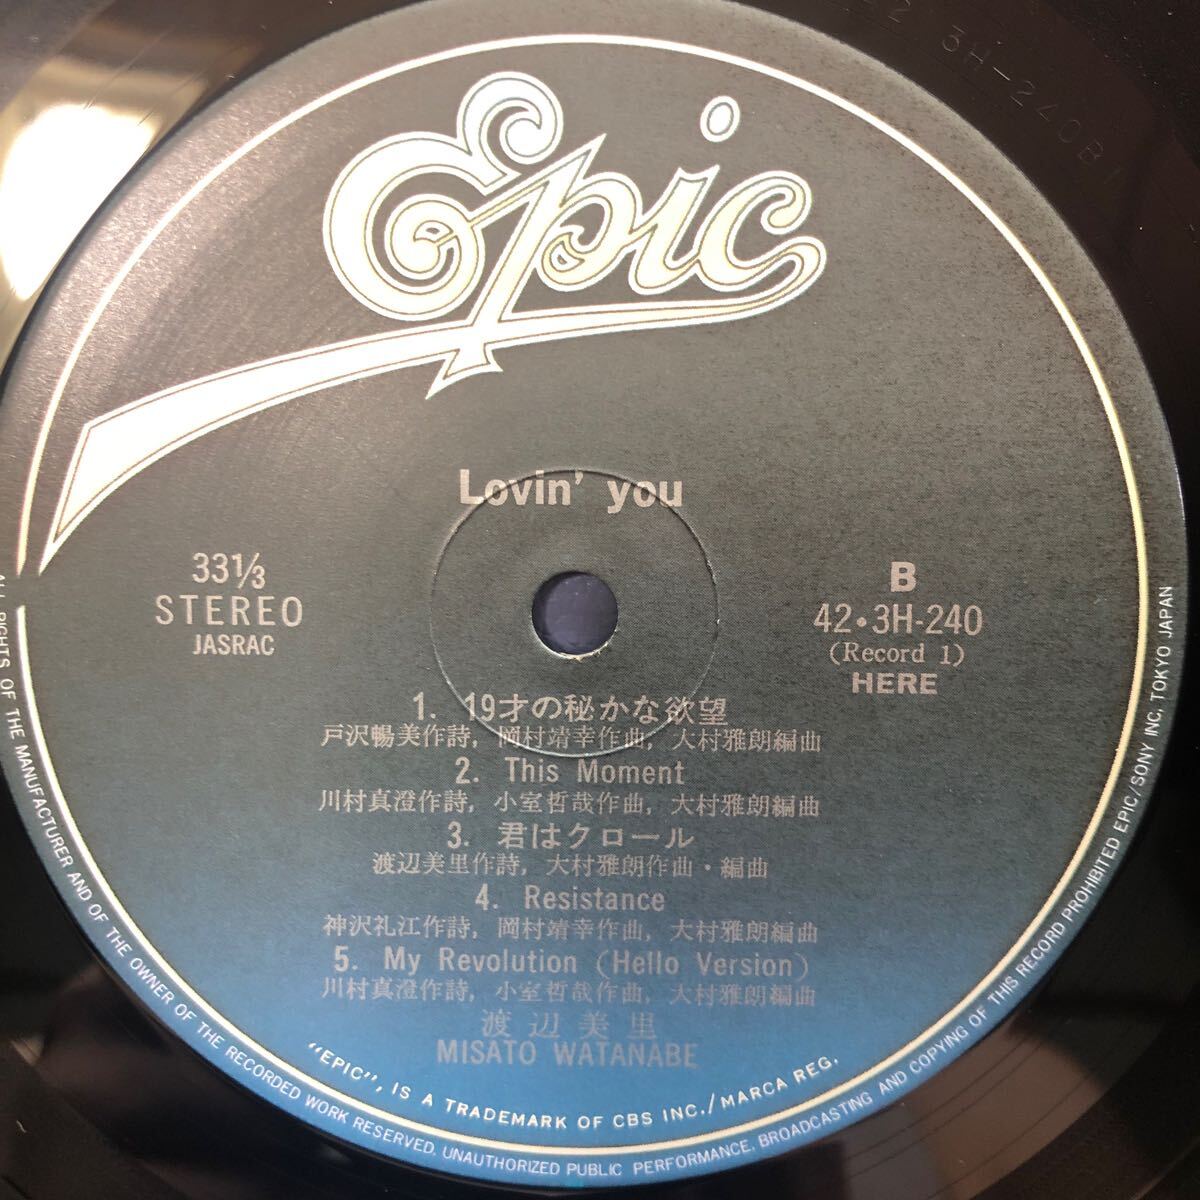 2 3H-240B
Epic
Lovin' you
33⅓
STEREO
JASRAC
B
42・3H-240
(Record 1)
HERE
1. 19才の秘かな欲望
戸沢暢美作詩, 岡村靖幸作曲, 大村雅朗編曲
2. This Moment
川村真澄作詩, 小室哲哉作曲, 大村雅朗編曲
3. 君はクロール
渡辺美里作詩, 大村雅朗作曲・編曲
4. Resistance
神沢礼江作詩, 岡村靖幸作曲, 大村雅朗編曲
5. My Revolution (Hello Version)
川村真澄作詩, 小室哲哉作曲, 大村雅朗編曲
渡辺美里
MISATO WATANABE
"EPIC", IS A TRADEMARK OF CBS INC./MARCA REG.
ALL RIGHTS OF THE MANUFACTURER AND OF THE OWNER OF THE RECORDED WORK RESERVED. UNAUTHORIZED PUBLIC PERFORMANCE, BROADCASTING AND COPYING OF THIS RECORD PROHIBITED EPIC/SONY INC. TOKYO JAPAN